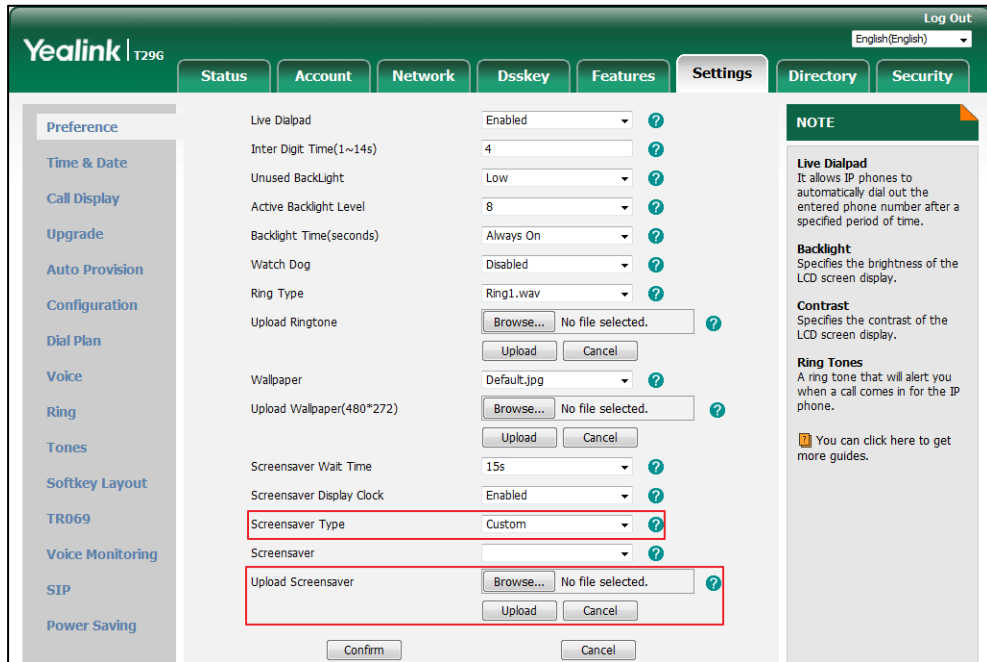 Log Out
English(English)
Yealink T29G
Status Account Network Dsskey Features Settings Directory Security
Preference
Time & Date
Call Display
Upgrade
Auto Provision
Configuration
Dial Plan
Voice
Ring
Tones
Softkey Layout
TR069
Voice Monitoring
SIP
Power Saving
Live Dialpad Enabled ?
Inter Digit Time(1~14s) 4 ?
Unused BackLight Low ?
Active Backlight Level 8 ?
Backlight Time(seconds) Always On ?
Watch Dog Disabled ?
Ring Type Ring1.wav ?
Upload Ringtone Browse... No file selected. ?
Upload Cancel
Wallpaper Default.jpg ?
Upload Wallpaper(480*272) Browse... No file selected. ?
Upload Cancel
Screensaver Wait Time 15s ?
Screensaver Display Clock Enabled ?
Screensaver Type Custom ?
Screensaver ?
Upload Screensaver Browse... No file selected. ?
Upload Cancel
Confirm Cancel
NOTE
Live Dialpad
It allows IP phones to
automatically dial out the
entered phone number after a
specified period of time.
Backlight
Specifies the brightness of the
LCD screen display.
Contrast
Specifies the contrast of the
LCD screen display.
Ring Tones
A ring tone that will alert you
when a call comes in for the IP
phone.
? You can click here to get
more guides.